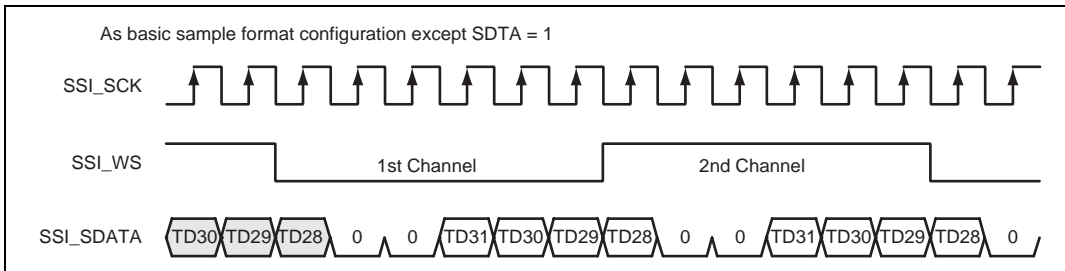 As basic sample format configuration except SDTA = 1
SSI_SCK
SSI_WS 1st Channel 2nd Channel
SSI_SDATA TD30 TD29 TD28 0 0 TD31 TD30 TD29 TD28 0 0 TD31 TD30 TD29 TD28 0